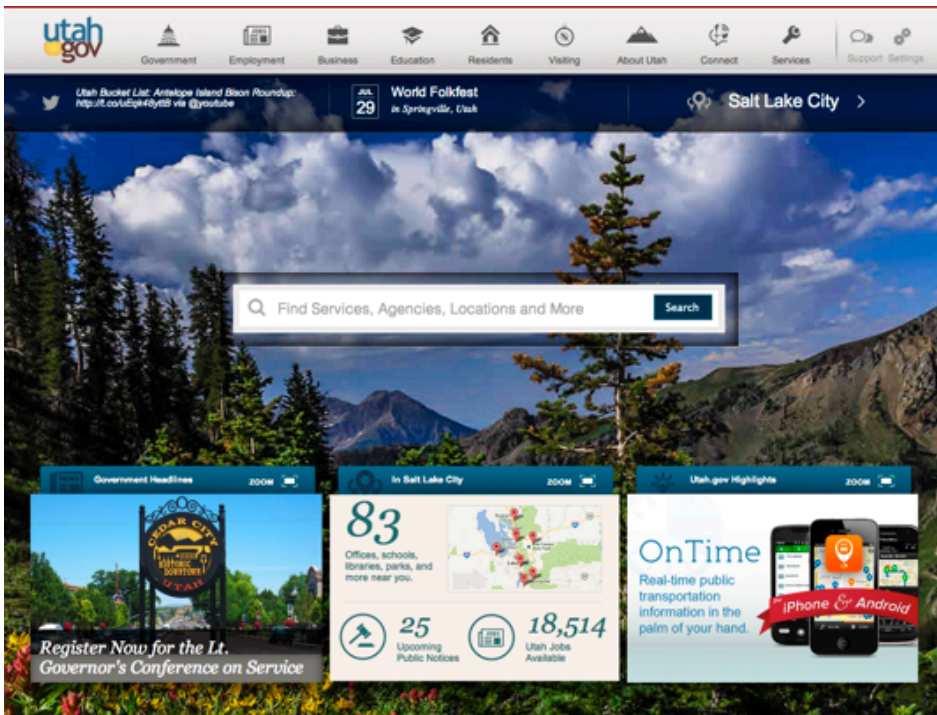 utah
gov
Government
Employment
Business
Education
Residents
Visiting
About Utah
Connect
Services
Support
Settings
Utah Bucket List: Antelope Island Bison Roundup:
http://t.co/uEqk48yttB via @youtube
JUL
29
World Folkfest
in Springville, Utah
Salt Lake City
Find Services, Agencies, Locations and More
Search
Government Headlines
ZOOM
CEDAR CITY
HISTORIC
DOWNTOWN
UTAH
Register Now for the Lt.
Governor's Conference on Service
In Salt Lake City
ZOOM
83
Offices, schools,
libraries, parks, and
more near you.
25
Upcoming
Public Notices
18,514
Utah Jobs
Available
Utah.gov Highlights
ZOOM
OnTime
Real-time public
transportation
information in the
palm of your hand.
for iPhone & Android